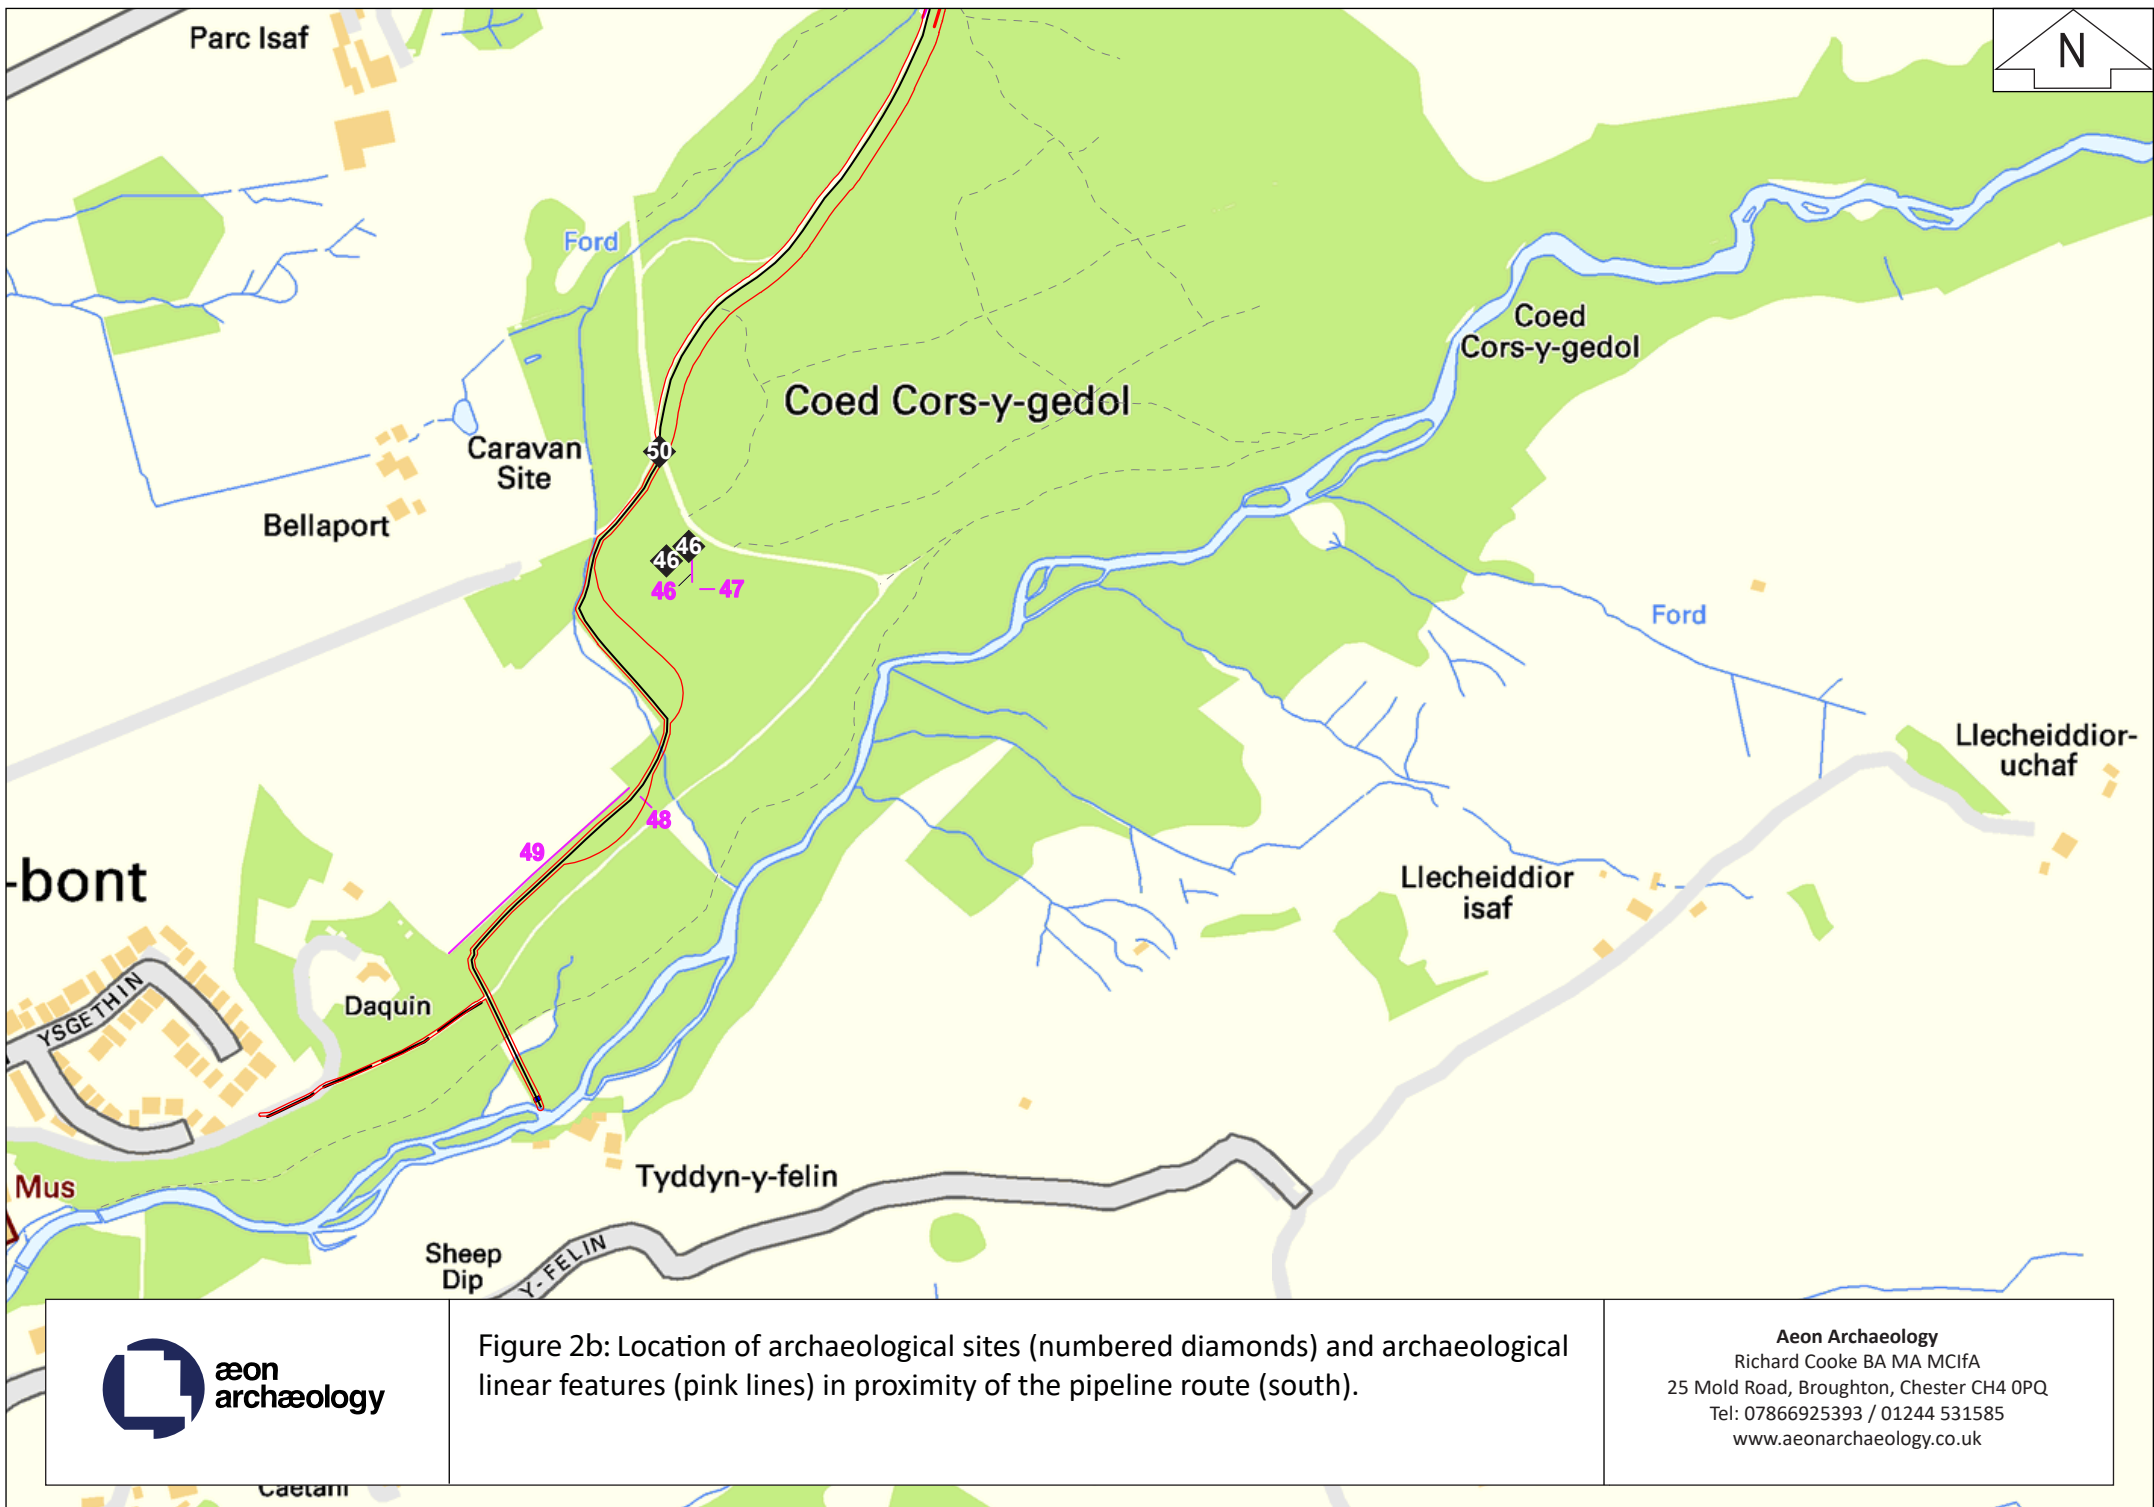 Parc Isaf
N
Ford
Coed
Cors-y-gedol
Coed Cors-y-gedol
50
Caravan
Site
Bellaport
46
46
46
47
Ford
Llecheiddior-
uchaf
48
49
-bont
Llecheiddior
isaf
Daquin
YSGETHIN
Tyddyn-y-felin
Mus
Sheep
Dip
Y-FELIN
æon
archæology
Figure 2b: Location of archaeological sites (numbered diamonds) and archaeological
linear features (pink lines) in proximity of the pipeline route (south).
Aeon Archaeology
Richard Cooke BA MA MCIfA
25 Mold Road, Broughton, Chester CH4 0PQ
Tel: 07866925393 / 01244 531585
www.aeonarchaeology.co.uk